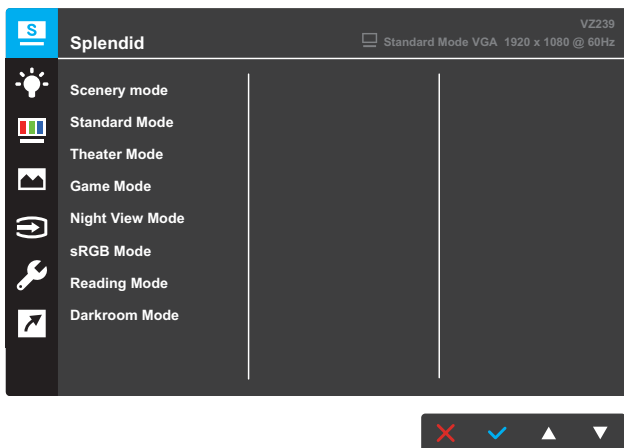 S
VZ239
Splendid
Standard Mode VGA 1920 x 1080 @ 60Hz
Scenery mode
Standard Mode
Theater Mode
Game Mode
Night View Mode
sRGB Mode
Reading Mode
Darkroom Mode